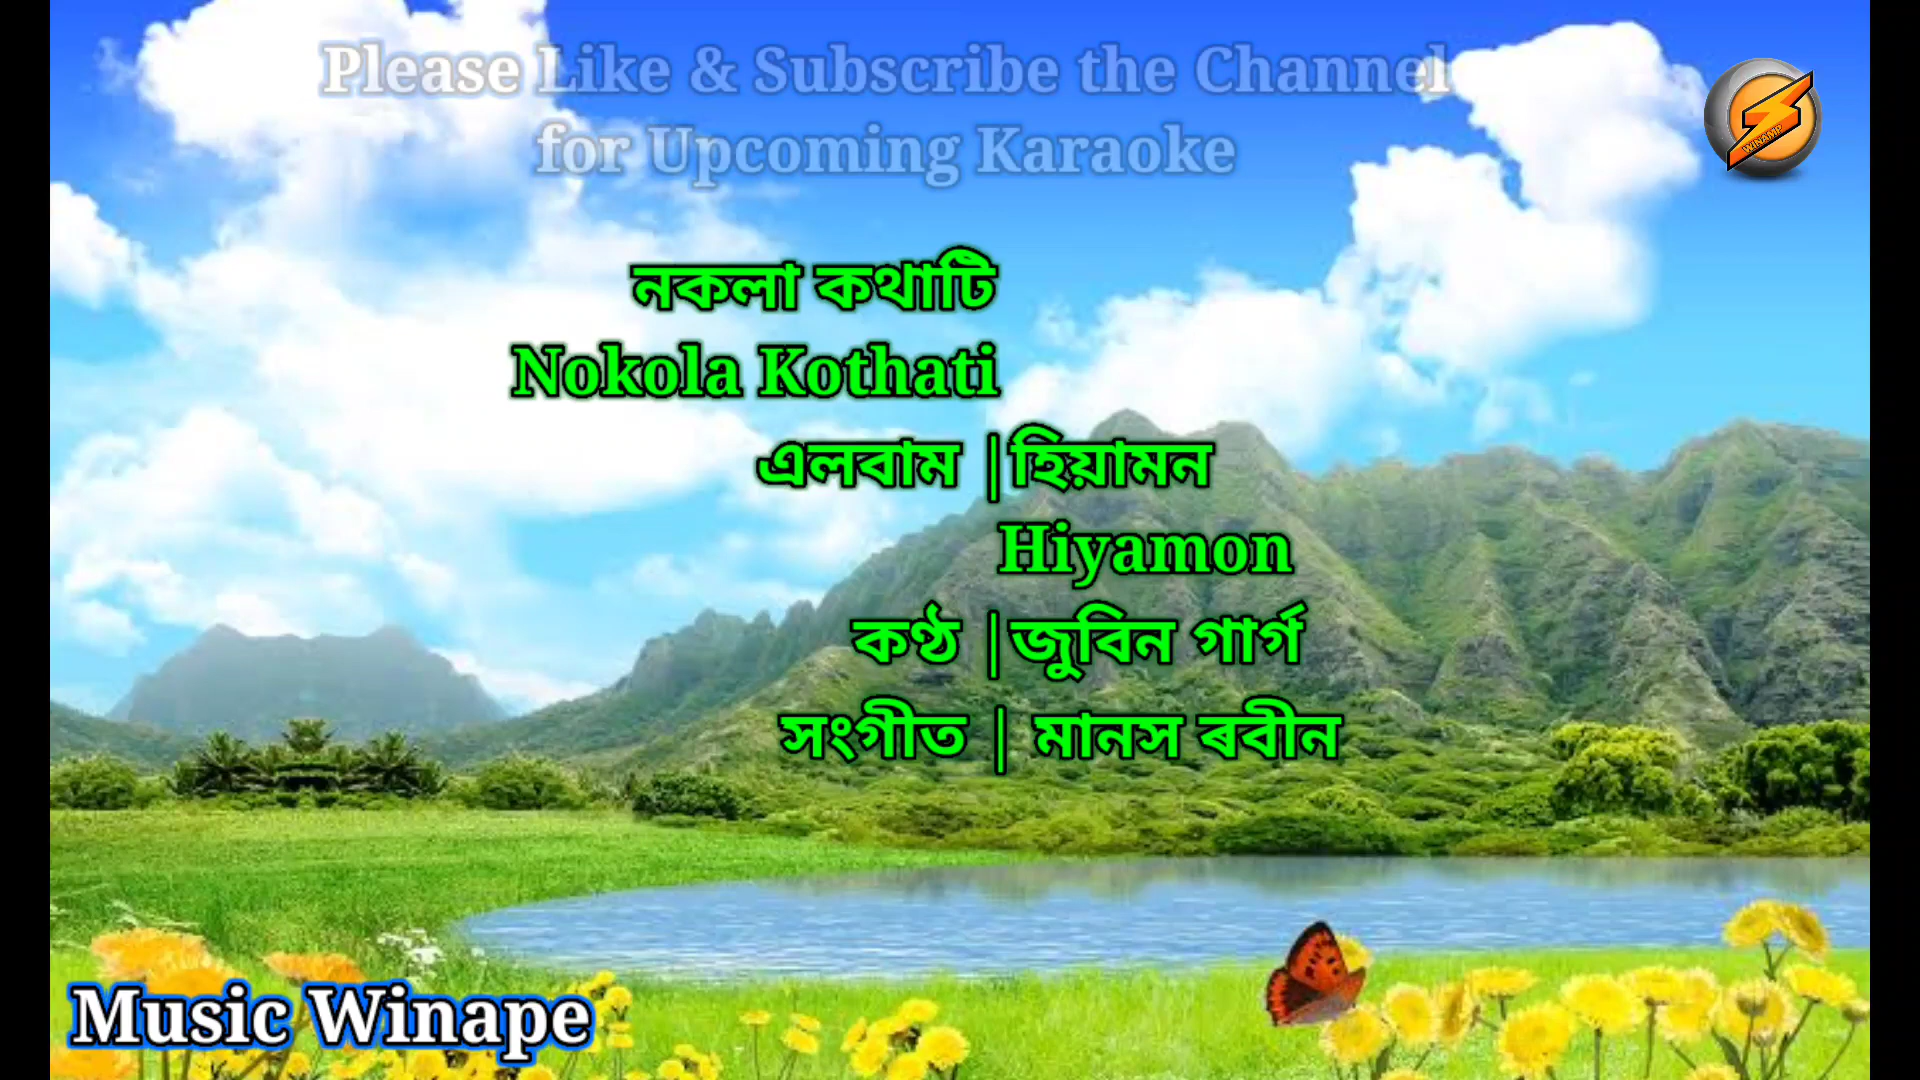 Please Like & Subscribe the Channel
for Upcoming Karaoke
WINAMP
নকলা কথাটি
Nokola Kothati
এলবাম |হিয়ামন
Hiyamon
কণ্ঠ |জুবিন গার্গ
সংগীত | মানস ৰবীন
Music Winape